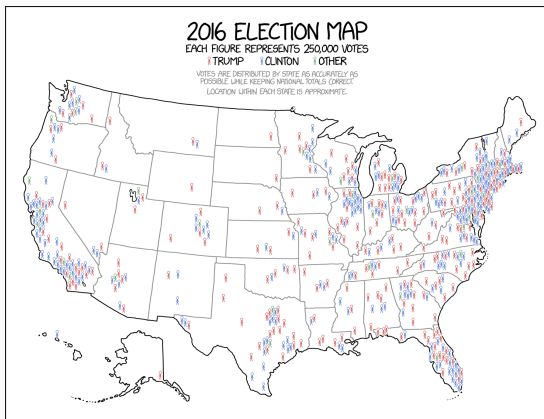 2016 ELECTION MAP
EACH FIGURE REPRESENTS 250,000 VOTES
TRUMP CLINTON OTHER
VOTES ARE DISTRIBUTED BY STATE AS ACCURATELY AS
POSSIBLE WHILE KEEPING NATIONAL TOTALS CORRECT.
LOCATION WITHIN EACH STATE IS APPROXIMATE.